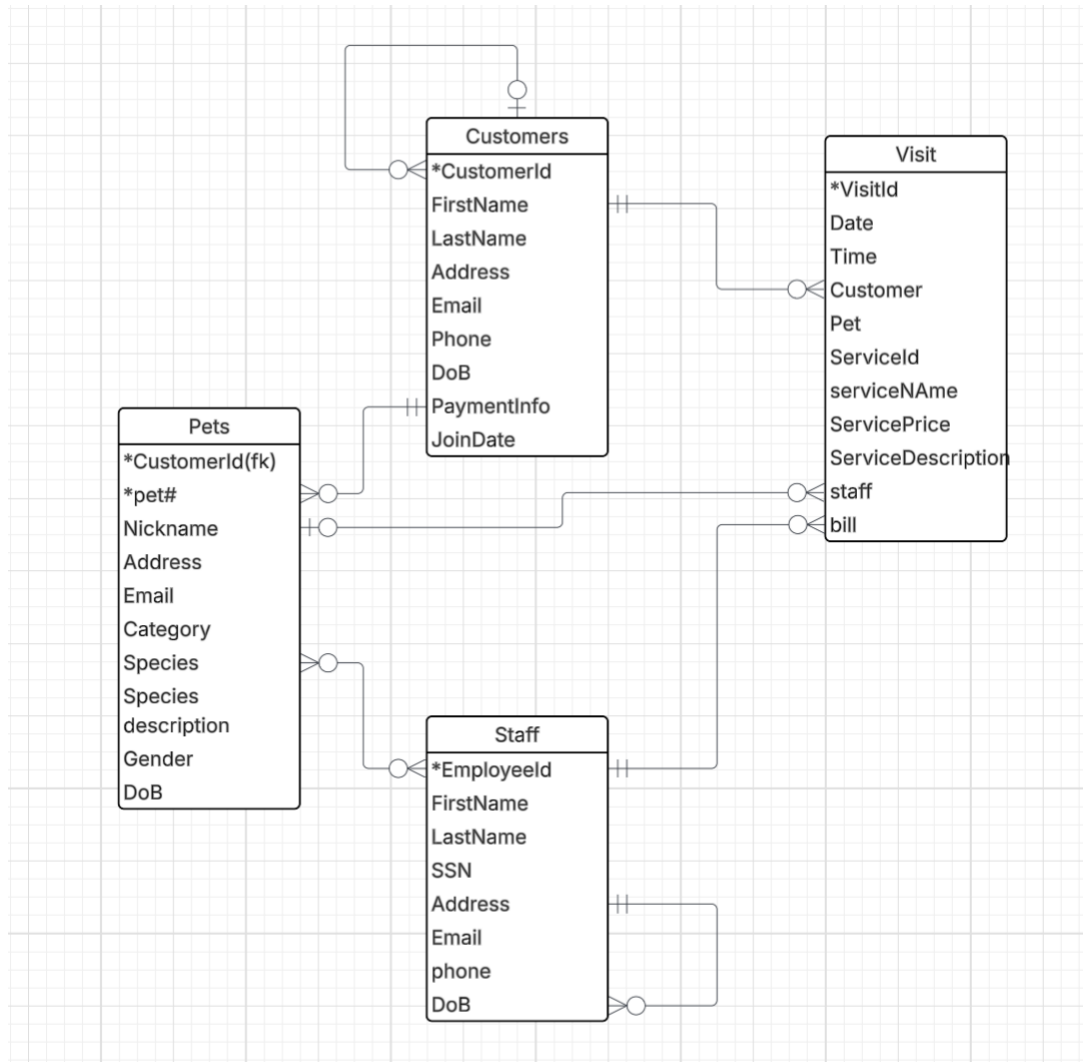 Customers
*CustomerId
FirstName
LastName
Address
Email
Phone
DoB
PaymentInfo
JoinDate
Visit
*VisitId
Date
Time
Customer
Pet
ServiceId
serviceNAme
ServicePrice
ServiceDescription
staff
bill
Pets
*CustomerId(fk)
*pet#
Nickname
Address
Email
Category
Species
Species
description
Gender
DoB
Staff
*EmployeeId
FirstName
LastName
SSN
Address
Email
phone
DoB